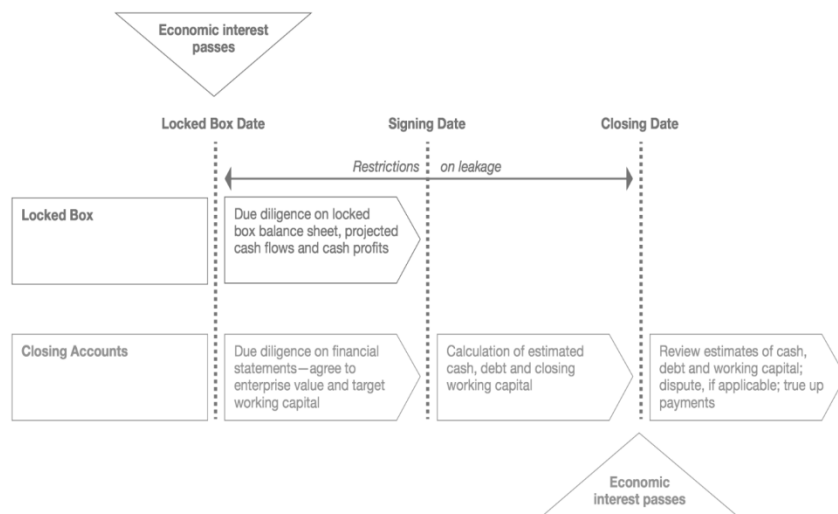 Economic interest
passes
Locked Box Date
Signing Date
Closing Date
Restrictions on leakage
Locked Box
Due diligence on locked
box balance sheet, projected
cash flows and cash profits
Closing Accounts
Due diligence on financial
statements—agree to
enterprise value and target
working capital
Calculation of estimated
cash, debt and closing
working capital
Review estimates of cash,
debt and working capital;
dispute, if applicable; true up
payments
Economic
interest passes